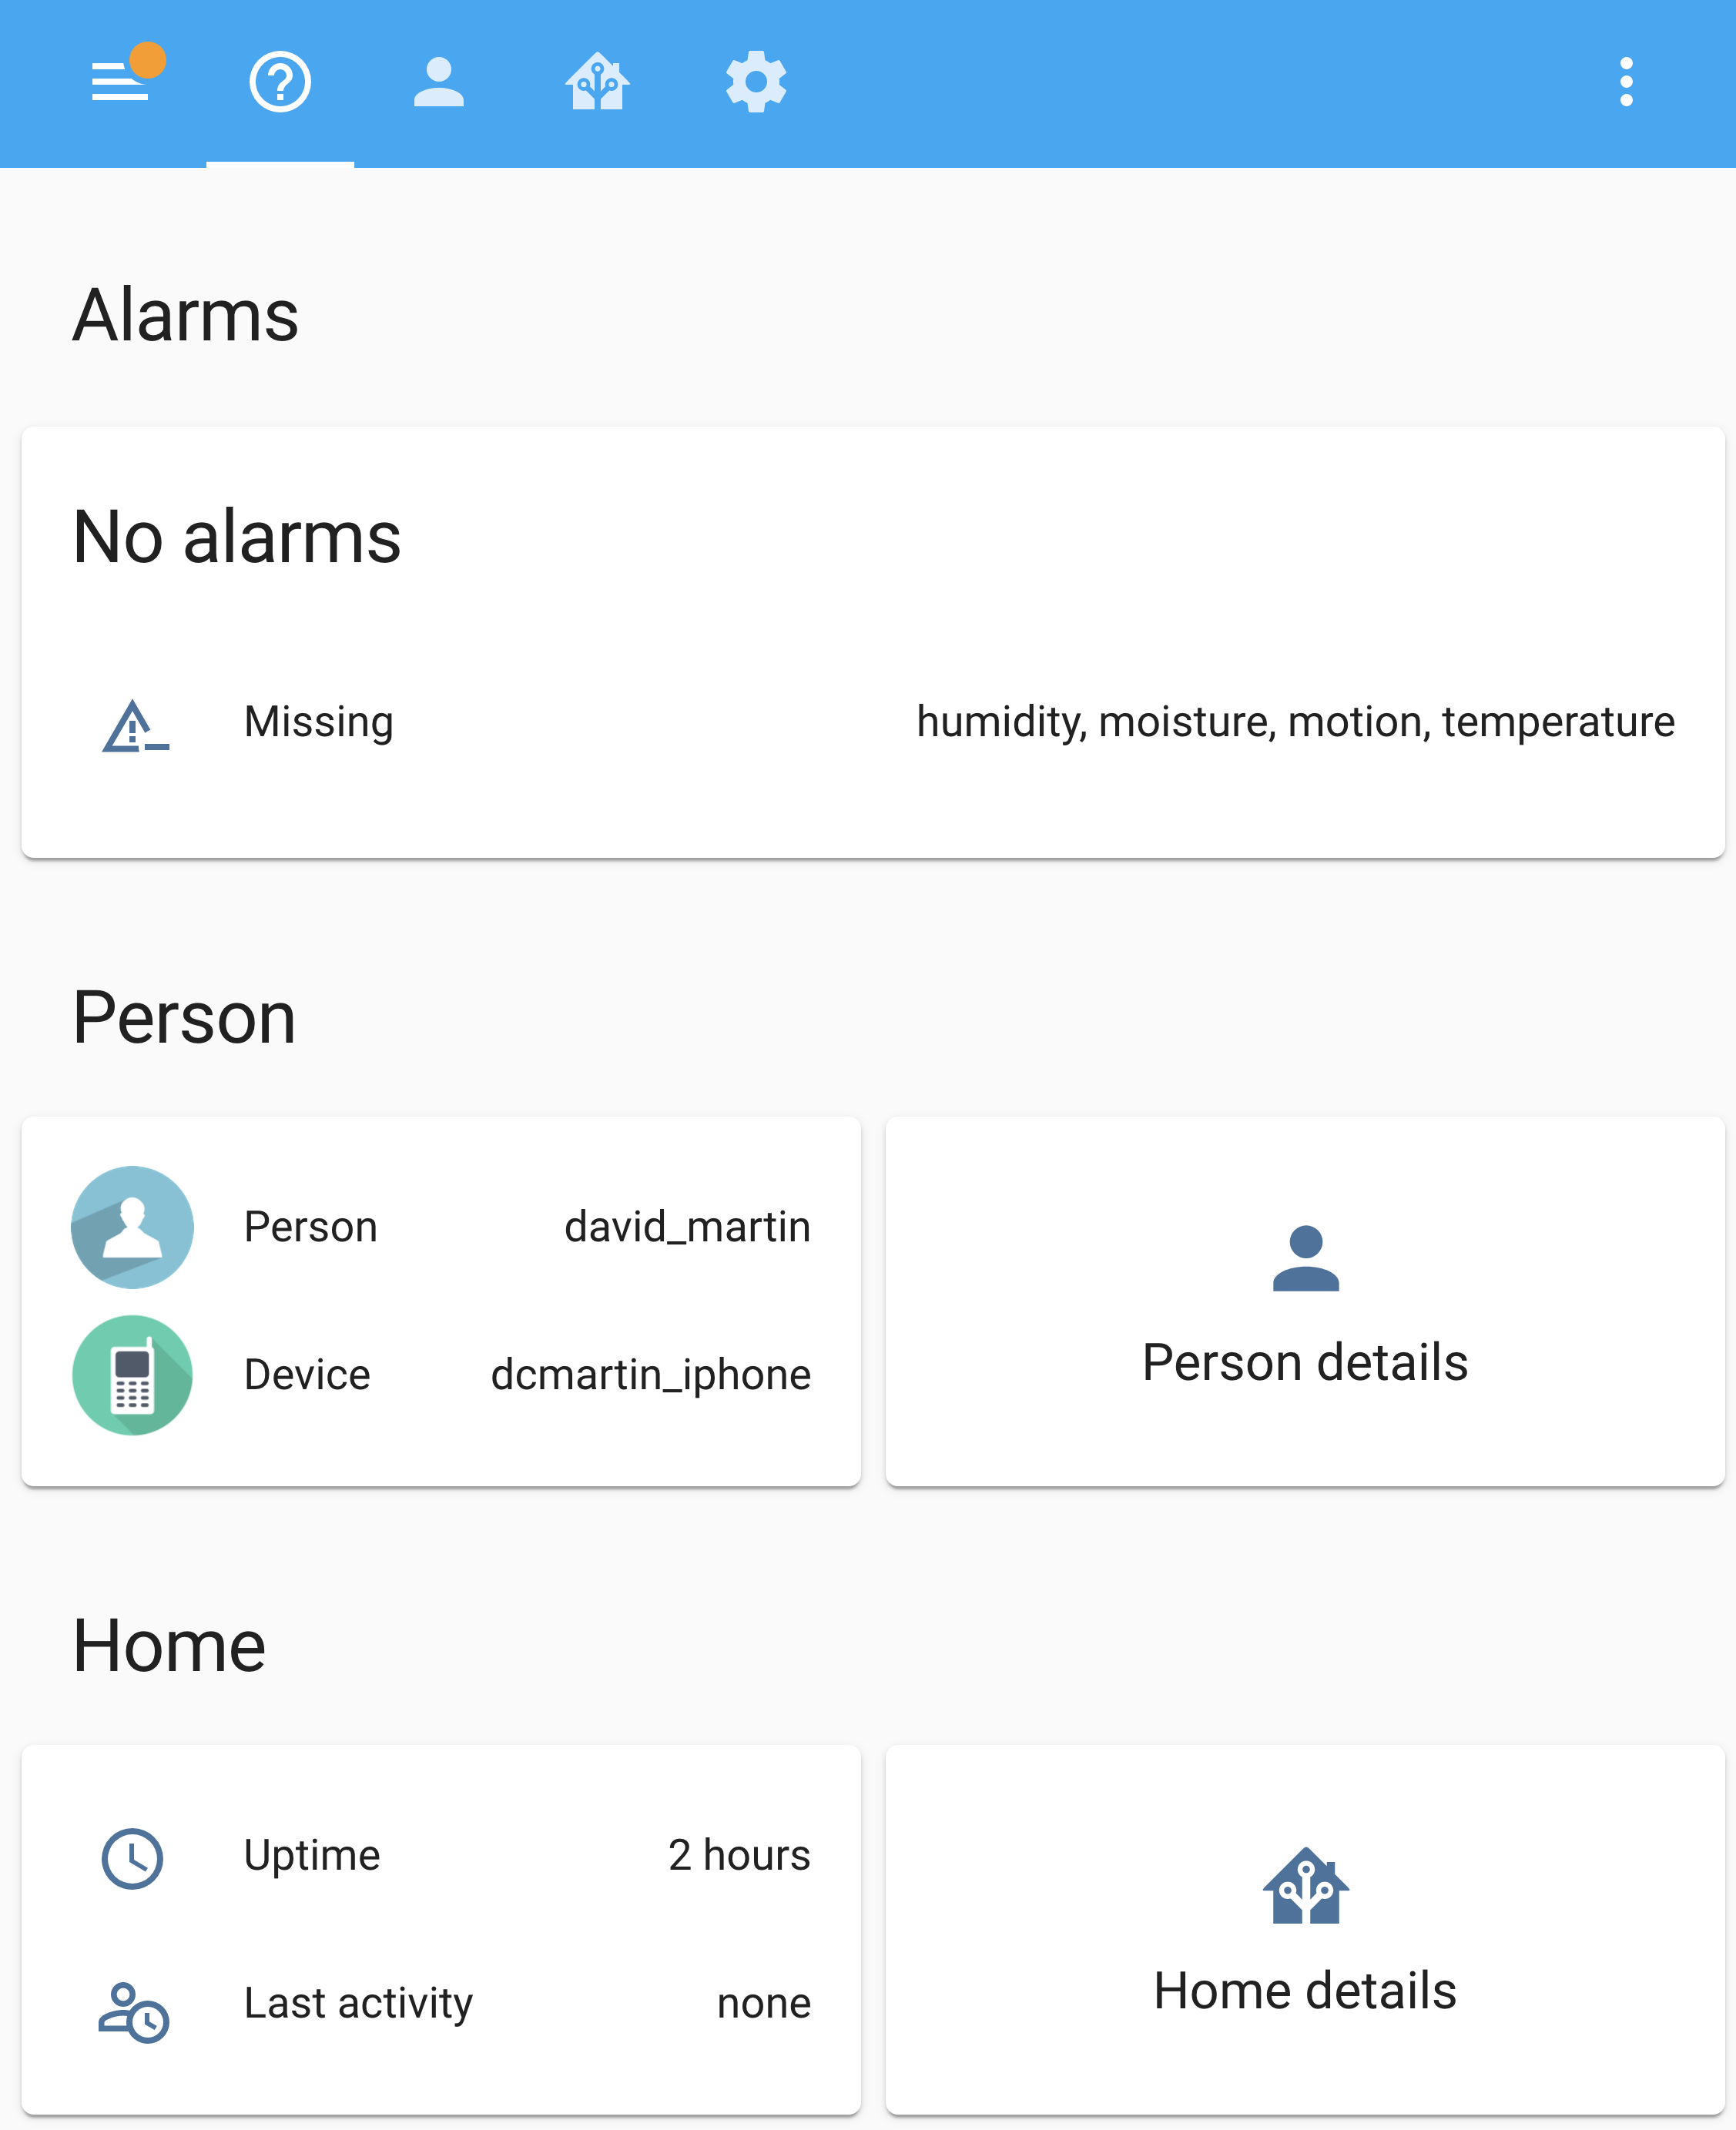 Alarms
No alarms
Missing humidity, moisture, motion, temperature
Person
Person david_martin
Device dcmartin_iphone
Person details
Home
Uptime 2 hours
Last activity none
Home details